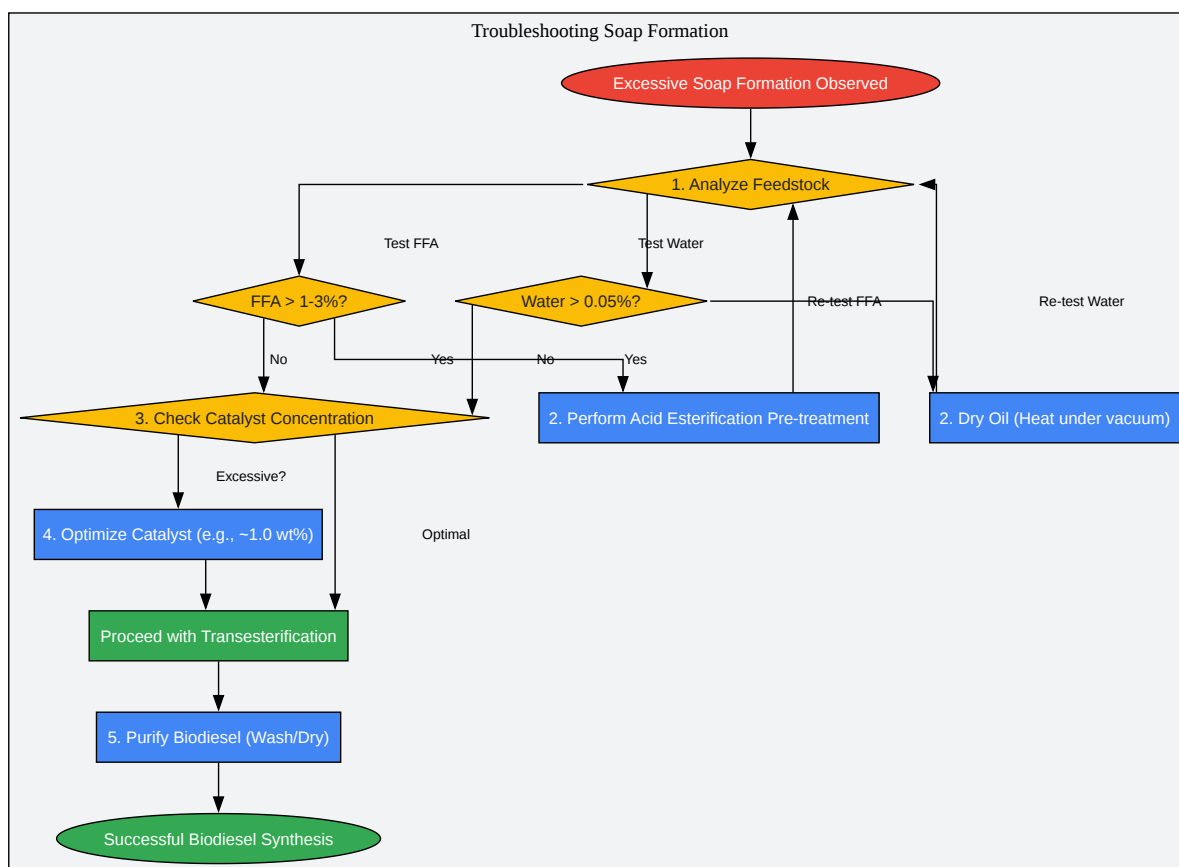 Troubleshooting Soap Formation
Excessive Soap Formation Observed
1. Analyze Feedstock
Test FFA
Test Water
FFA > 1-3%?
Water > 0.05%?
Re-test FFA
Re-test Water
No
Yes
No
Yes
3. Check Catalyst Concentration
2. Perform Acid Esterification Pre-treatment
2. Dry Oil (Heat under vacuum)
Excessive?
4. Optimize Catalyst (e.g., ~1.0 wt%)
Optimal
Proceed with Transesterification
5. Purify Biodiesel (Wash/Dry)
Successful Biodiesel Synthesis